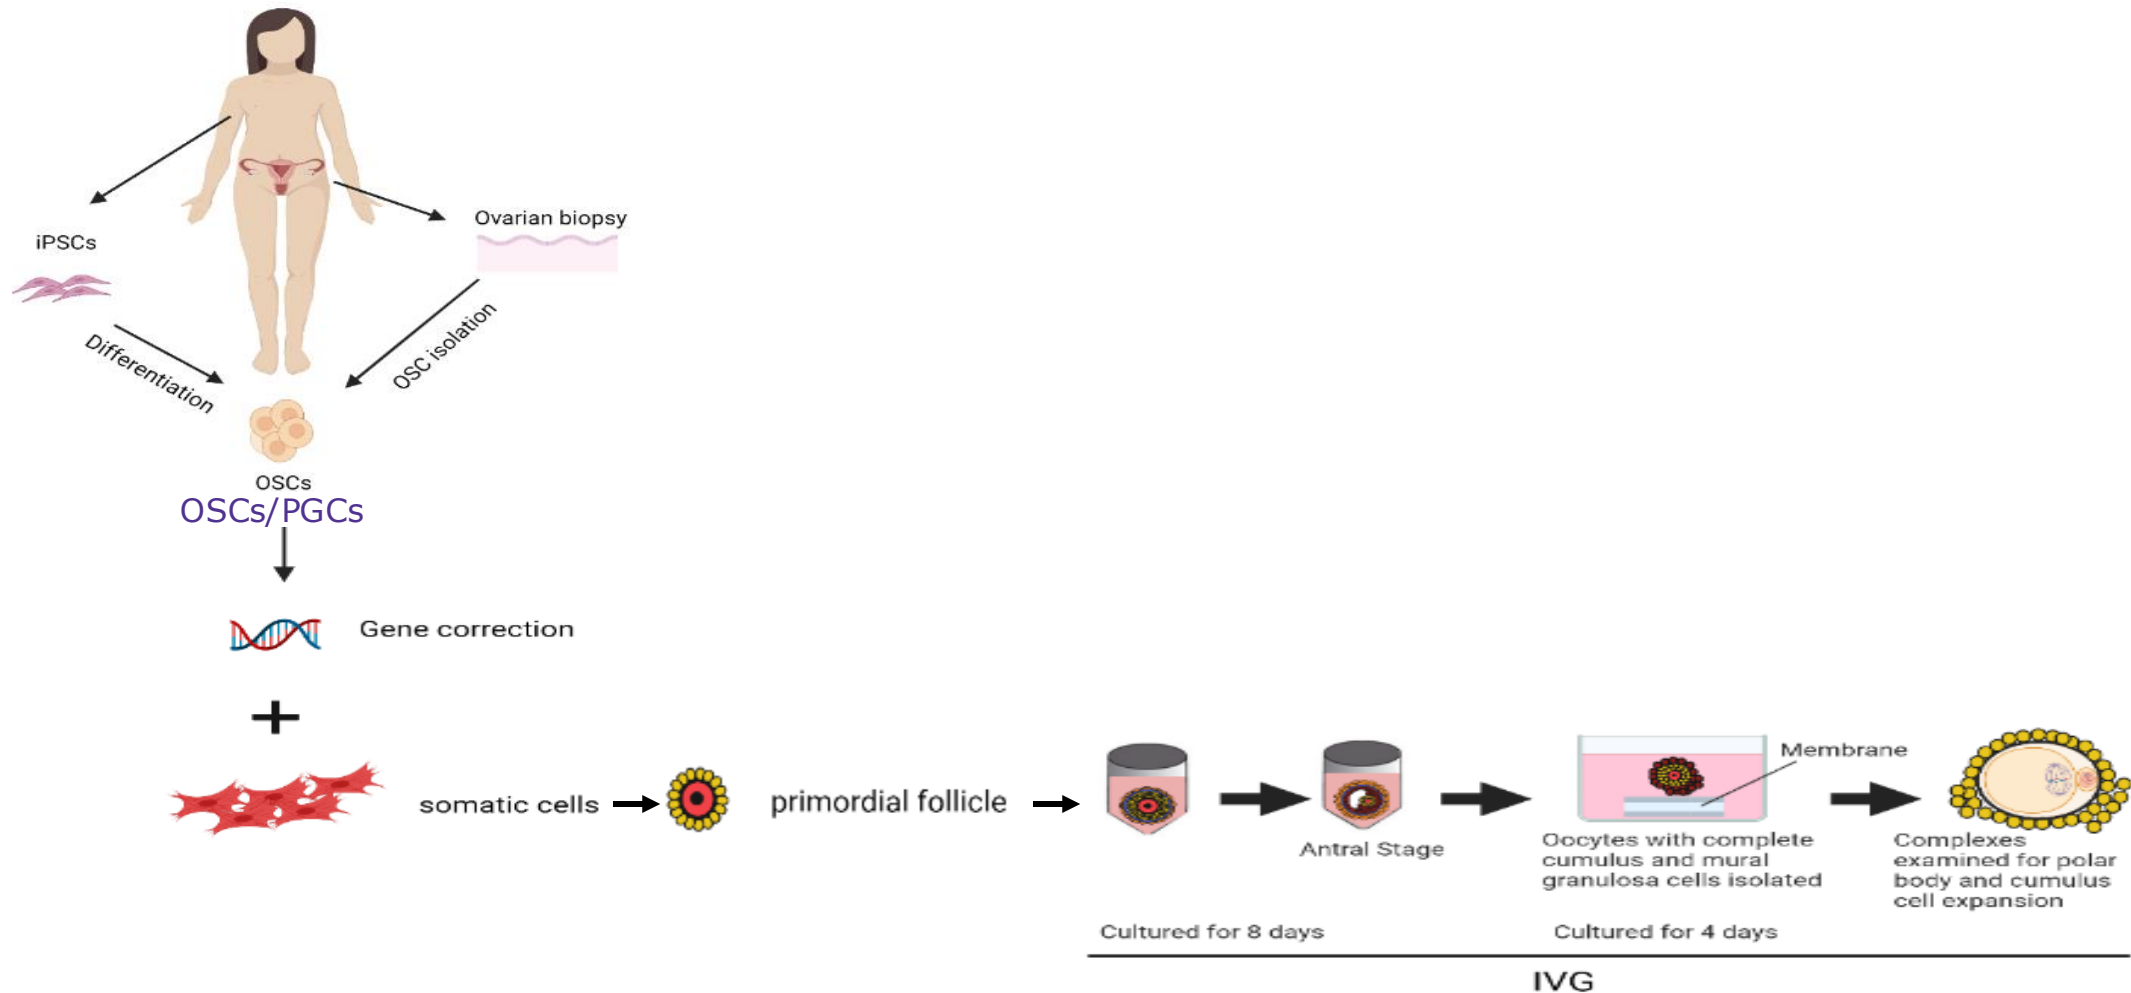 iPSCs
Ovarian biopsy
Differentiation
OSC isolation
OSCs
OSCs/PGCs
Gene correction
+
somatic cells
primordial follicle
Antral Stage
Membrane
Oocytes with complete
cumulus and mural
granulosa cells isolated
Complexes
examined for polar
body and cumulus
cell expansion
Cultured for 8 days
Cultured for 4 days
IVG